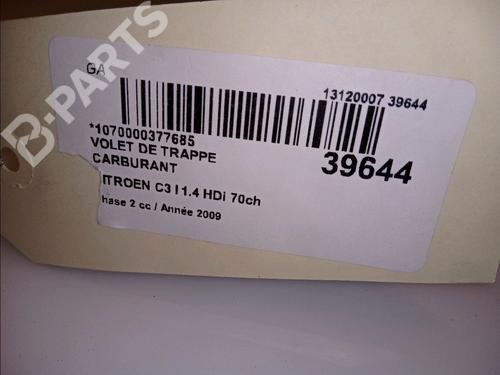 B-PARTS
GA
13120007 39644
*1070000377685
39644
VOLET DE TRAPPE
CARBURANT
ITROEN C3 I 1.4 HDi 70ch
hase 2 cc / Année 2009